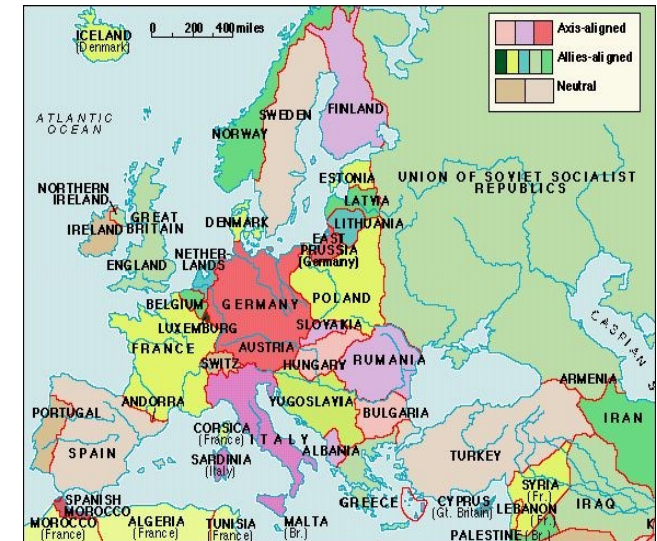 ICELAND
(Denmark)
0 200 400 miles
Axis-aligned
Allies-aligned
Neutral
ATLANTIC
OCEAN
NORWAY
SWEDEN
FINLAND
ESTONIA
LATVIA
LITHUANIA
UNION OF SOVIET SOCIALIST
REPUBLICS
NORTHERN
IRELAND
IRELAND
GREAT
BRITAIN
ENGLAND
DENMARK
NETHER-
LANDS
EAST
PRUSSIA
(Germany)
BELGIUM
GERMANY
POLAND
LUXEMBURG
SLOVAKIA
FRANCE
AUSTRIA
SWITZ
HUNGARY
RUMANIA
CASPIAN S
ARMENIA
ANDORRA
YUGOSLAVIA
BULGARIA
IRAN
PORTUGAL
SPAIN
CORSICA
(France)
ITALY
ALBANIA
SARDINIA
(Italy)
TURKEY
SYRIA
(Fr.)
IRAQ
GREECE
CYPRUS
(Gt. Britain)
LEBANON
(Fr.)
SPANISH
MOROCCO
MOROCCO
(France)
ALGERIA
(France)
TUNISIA
(France)
MALTA
(Br.)
PALESTINE (Br.)
K